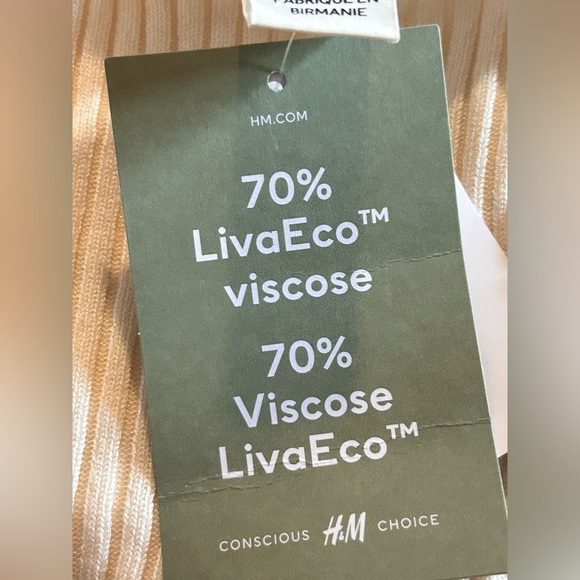 FABRIQUÉ EN
BIRMANIE
HM.COM
70%
LivaEco™
viscose
70%
Viscose
LivaEco™
CONSCIOUS H&M CHOICE